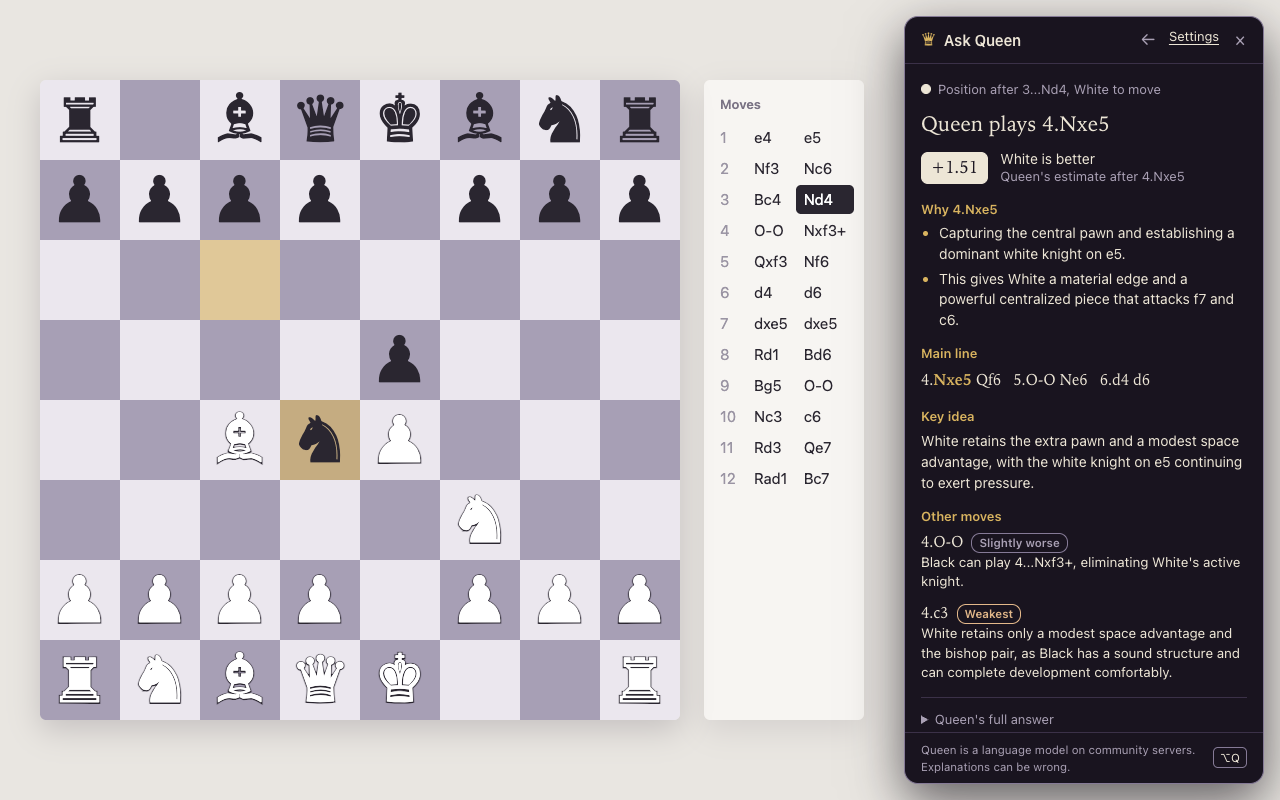 Moves
1 e4 e5
2 Nf3 Nc6
3 Bc4 Nd4
4 O-O Nxf3+
5 Qxf3 Nf6
6 d4 d6
7 dxe5 dxe5
8 Rd1 Bd6
9 Bg5 O-O
10 Nc3 c6
11 Rd3 Qe7
12 Rad1 Bc7
Ask Queen
← Settings ×
Position after 3...Nd4, White to move
Queen plays 4.Nxe5
+1.51
White is better
Queen's estimate after 4.Nxe5
Why 4.Nxe5
• Capturing the central pawn and establishing a
dominant white knight on e5.
• This gives White a material edge and a
powerful centralized piece that attacks f7 and
c6.
Main line
4.Nxe5 Qf6 5.O-O Ne6 6.d4 d6
Key idea
White retains the extra pawn and a modest space
advantage, with the white knight on e5 continuing
to exert pressure.
Other moves
4.O-O Slightly worse
Black can play 4...Nxf3+, eliminating White's active
knight.
4.c3 Weakest
White retains only a modest space advantage and
the bishop pair, as Black has a sound structure and
can complete development comfortably.
▶ Queen's full answer
Queen is a language model on community servers.
Explanations can be wrong.
⌥Q